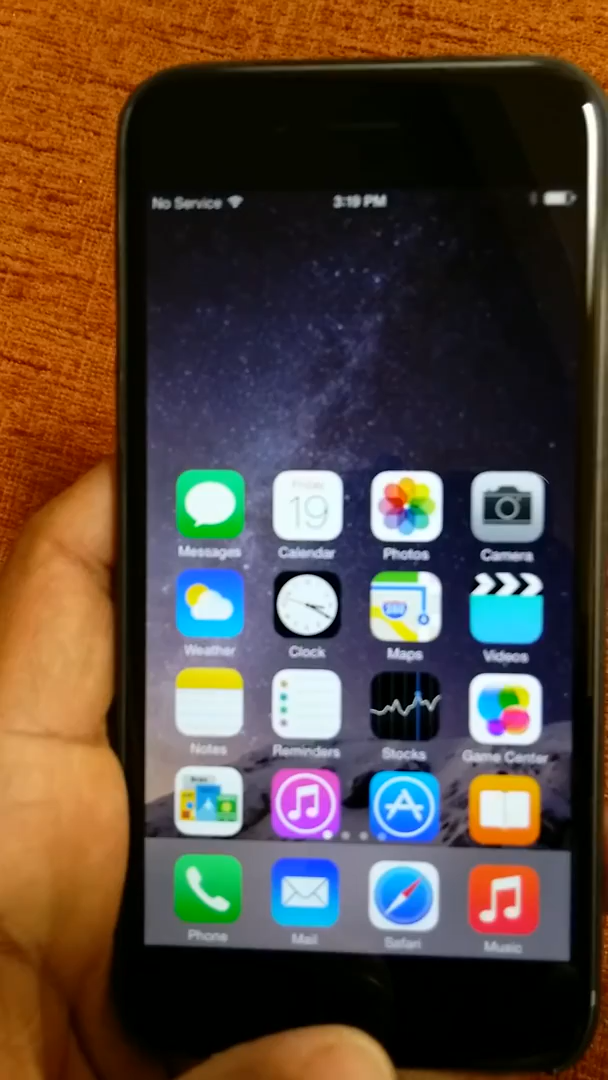 No Service 3:19 PM
Friday
19
Messages Calendar Photos Camera
280
Weather Clock Maps Videos
Notes Reminders Stocks Game Center
Phone Mail Safari Music